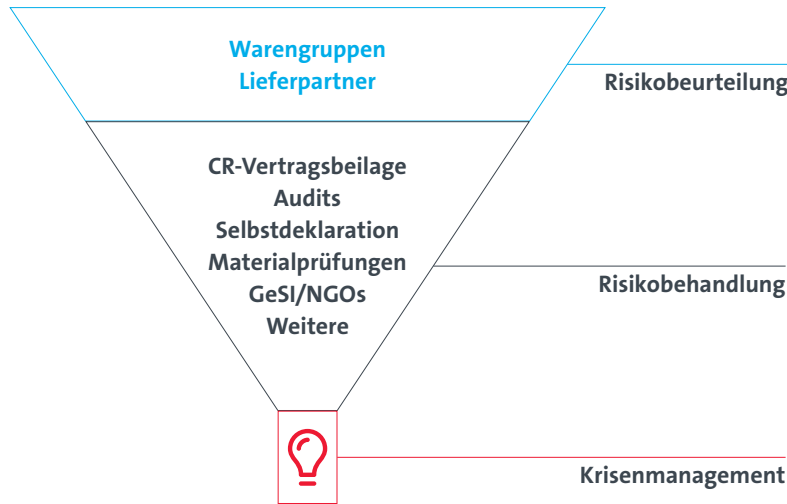 Warengruppen
Lieferpartner
Risikobeurteilung
CR-Vertragsbeilage
Audits
Selbstdeklaration
Materialprüfungen
GeSI/NGOs
Weitere
Risikobehandlung
Krisenmanagement